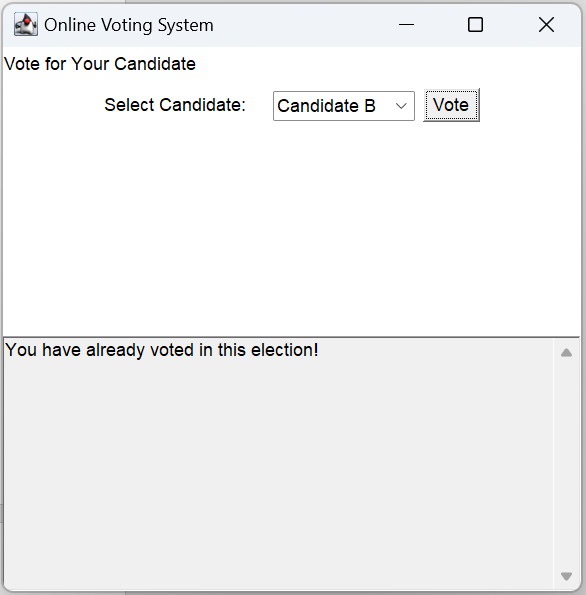 Online Voting System
Vote for Your Candidate
Select Candidate: Candidate B Vote
You have already voted in this election!